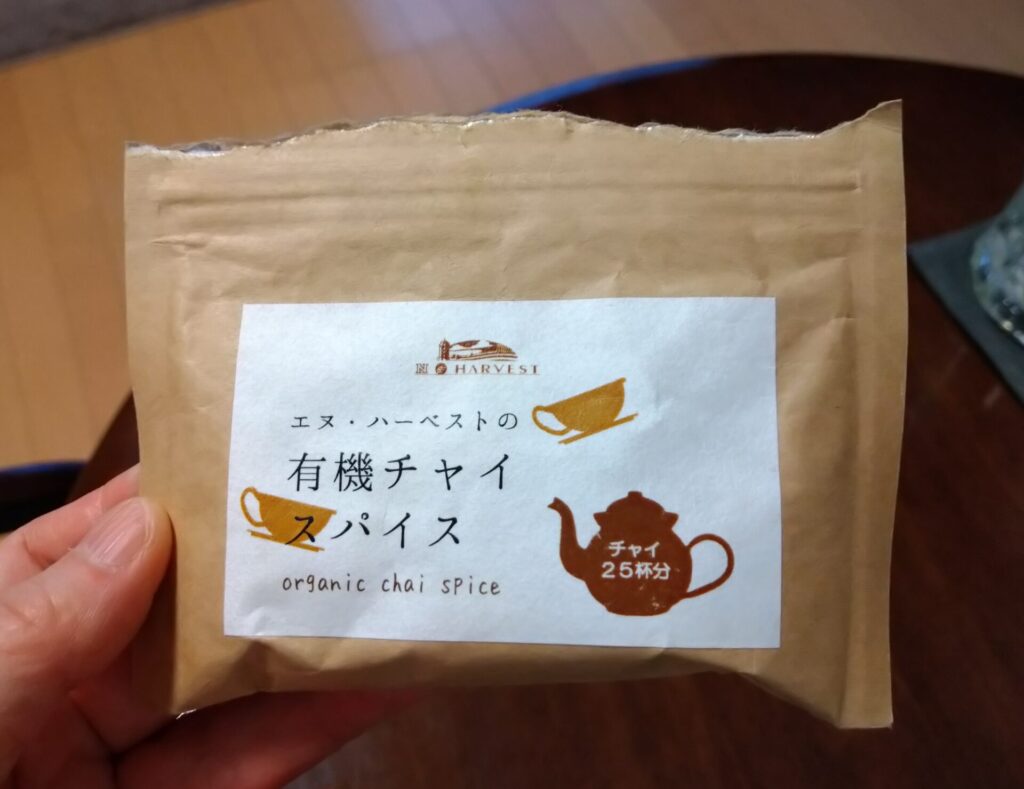 N HARVEST
エヌ・ハーベストの
有機チャイ
スパイス
organic chai spice
チャイ
25杯分